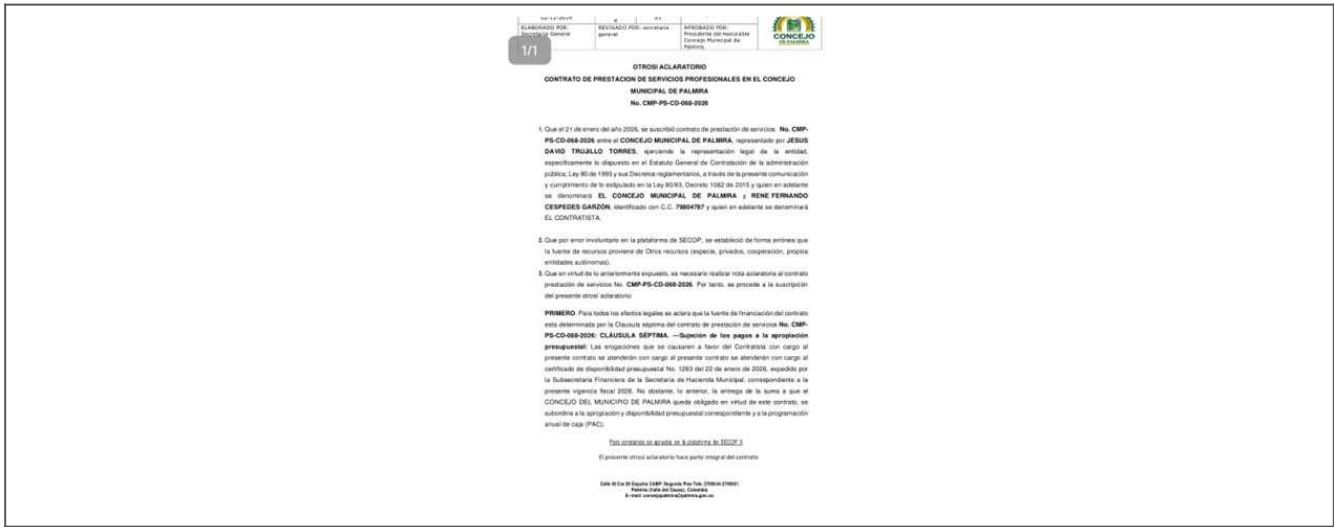 ELABORADO POR:
Secretaria General
REVISADO POR: secretaria
general
APROBADO POR:
Presidente del Honorable
Concejo Municipal de
Palmira.
CONCEJO
DE PALMIRA
1/1
OTROSI ACLARATORIO
CONTRATO DE PRESTACION DE SERVICIOS PROFESIONALES EN EL CONCEJO
MUNICIPAL DE PALMIRA
No. CMP-PS-CD-068-2026
1. Que el 21 de enero del año 2026, se suscribió contrato de prestación de servicios No. CMP-
PS-CD-068-2026 entre el CONCEJO MUNICIPAL DE PALMIRA, representado por JESUS
DAVID TRUJILLO TORRES, ejerciendo la representación legal de la entidad,
específicamente lo dispuesto en el Estatuto General de Contratación de la administración
pública, Ley 80 de 1993 y sus Decretos reglamentarios, a través de la presente comunicación
y cumplimiento de lo estipulado en la Ley 80/93, Decreto 1082 de 2015 y quien en adelante
se denominará EL CONCEJO MUNICIPAL DE PALMIRA y RENE FERNANDO
CESPEDES GARZÓN, identificado con C.C. 79804787 y quien en adelante se denominará
EL CONTRATISTA.
2. Que por error involuntario en la plataforma de SECOP, se estableció de forma errónea que
la fuente de recursos proviene de Otros recursos (especie, privados, cooperación, propios
entidades autónomas).
3. Que en virtud de lo anteriormente expuesto, es necesario realizar nota aclaratoria al contrato
prestación de servicios No. CMP-PS-CD-068-2026. Por tanto, se procede a la suscripción
del presente otrosí aclaratorio:
PRIMERO. Para todos los efectos legales se aclara que la fuente de financiación del contrato
esta determinada por la Clausula séptima del contrato de prestación de servicios No. CMP-
PS-CD-068-2026: CLÁUSULA SÉPTIMA. —Sujeción de los pagos a la apropiación
presupuestal: Las erogaciones que se causaren a favor del Contratista con cargo al
presente contrato se atenderán con cargo al presente contrato se atenderán con cargo al
certificado de disponibilidad presupuestal No. 1283 del 22 de enero de 2026, expedido por
la Subsecretaría Financiera de la Secretaría de Hacienda Municipal, correspondiente a la
presente vigencia fiscal 2026. No obstante, lo anterior, la entrega de la suma a que el
CONCEJO DEL MUNICIPIO DE PALMIRA queda obligado en virtud de este contrato, se
subordina a la apropiación y disponibilidad presupuestal correspondiente y a la programación
anual de caja (PAC).
Para constancia se aprueba en la plataforma de SECOP II
El presente otrosí aclaratorio hace parte integral del contrato
Palmira (Valle del Cauca), Colombia
E-mail: concejopalmira@palmira.gov.co